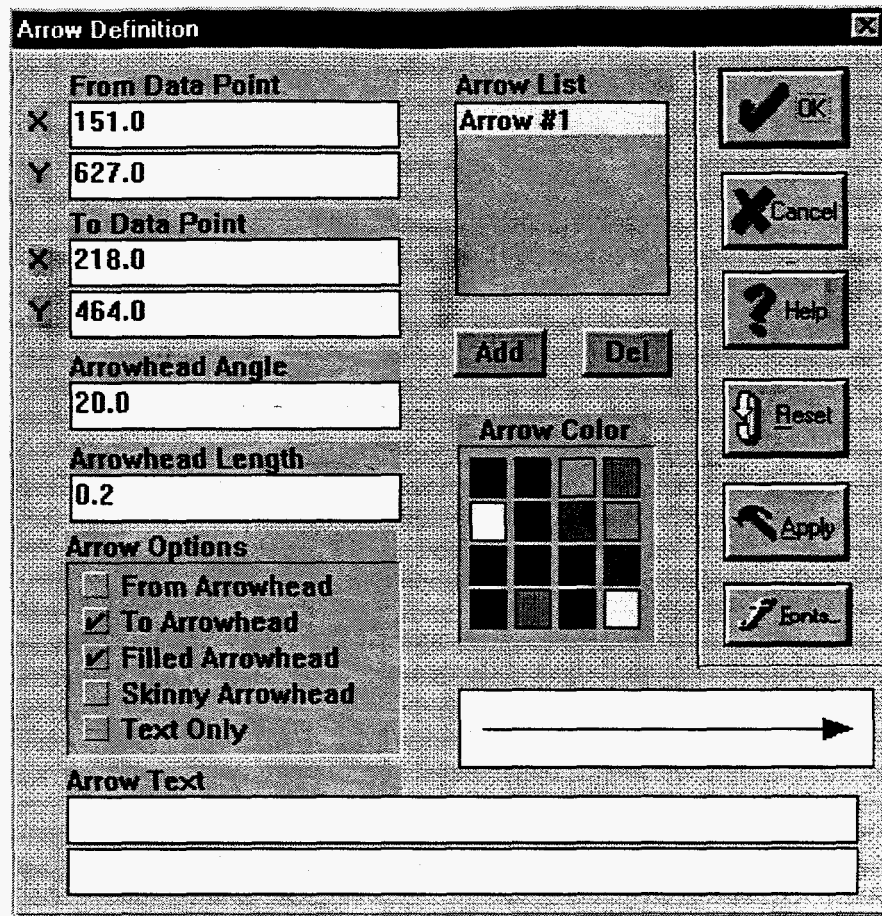 Arrow Definition
From Data Point
X 151.0
Y 627.0
To Data Point
X 218.0
Y 464.0
Arrowhead Angle
20.0
Arrowhead Length
0.2
Arrow Options
From Arrowhead
To Arrowhead
Filled Arrowhead
Skinny Arrowhead
Text Only
Arrow Text
Arrow List
Arrow #1
Add Del
Arrow Color
OK
Cancel
Help
Reset
Apply
Fonts...